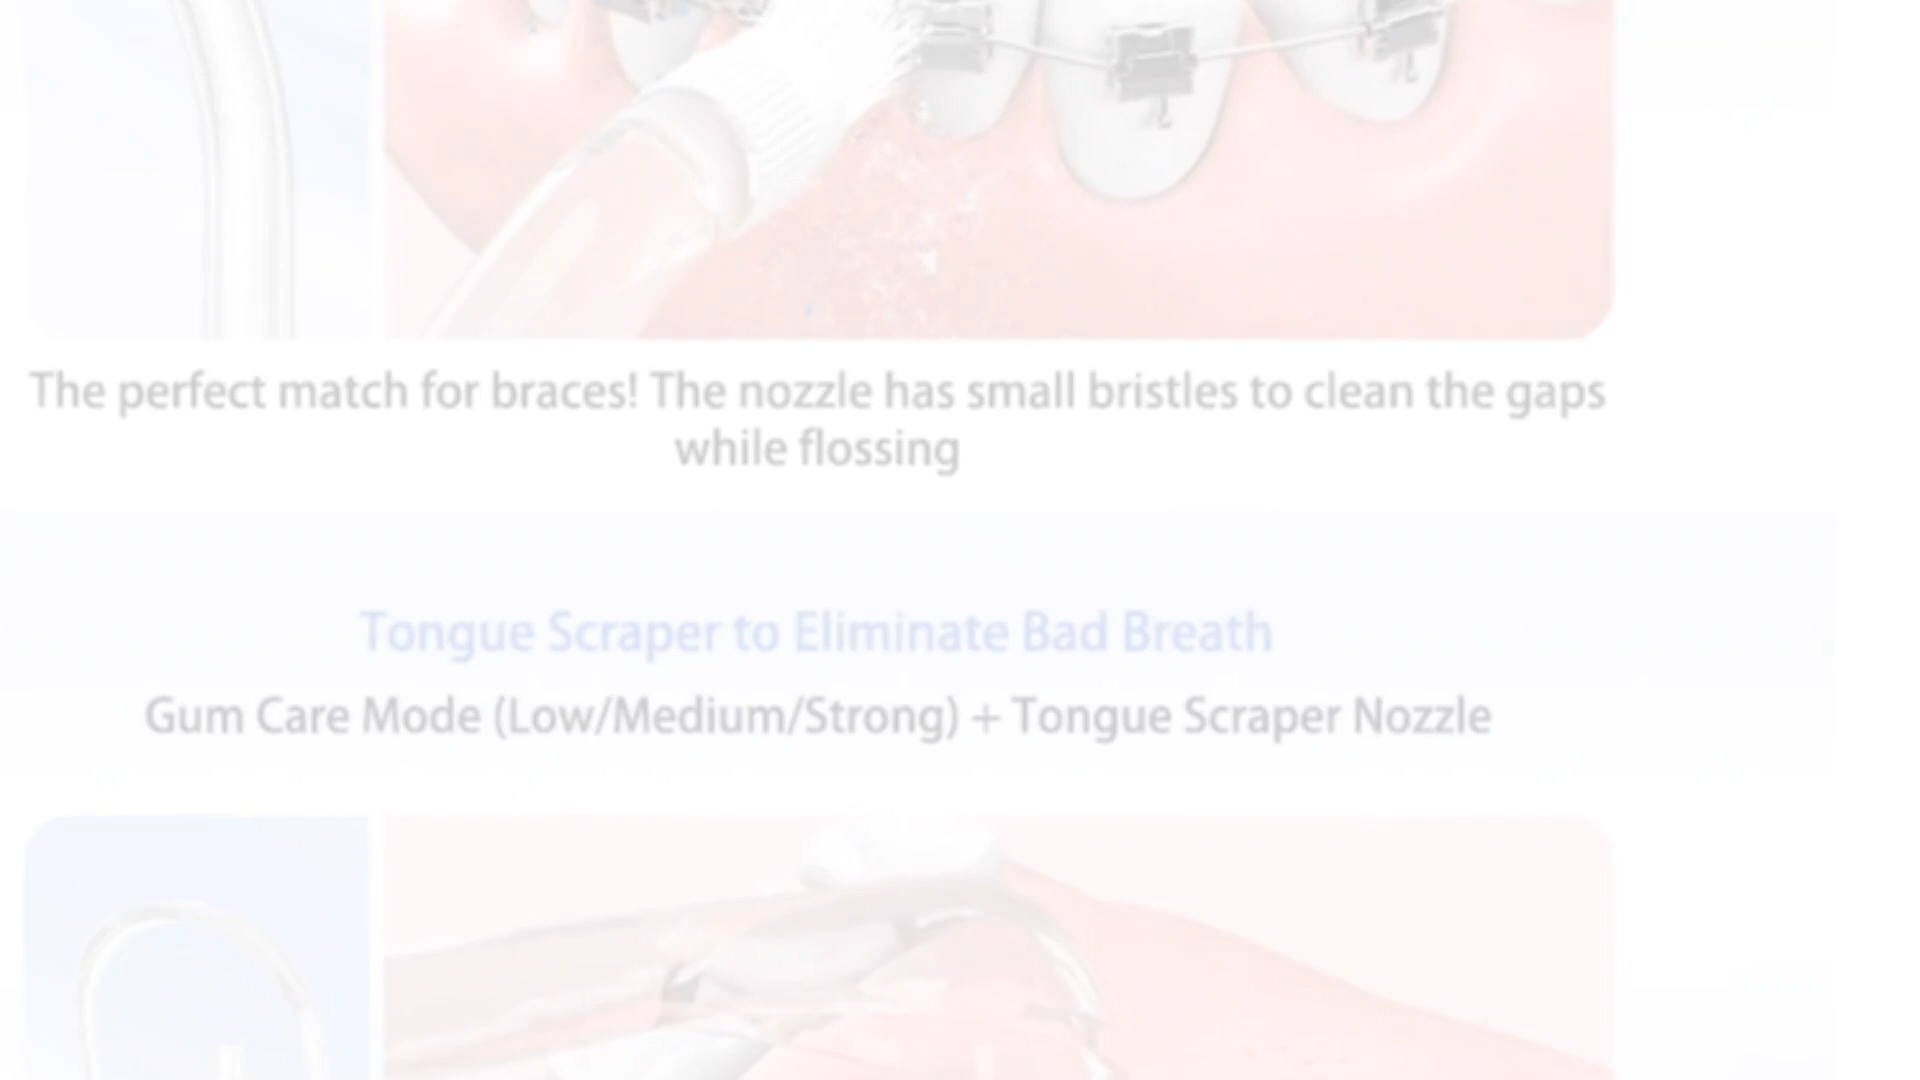 The perfect match for braces! The nozzle has small bristles to clean the gaps
while flossing
Tongue Scraper to Eliminate Bad Breath
Gum Care Mode (Low/Medium/Strong) + Tongue Scraper Nozzle